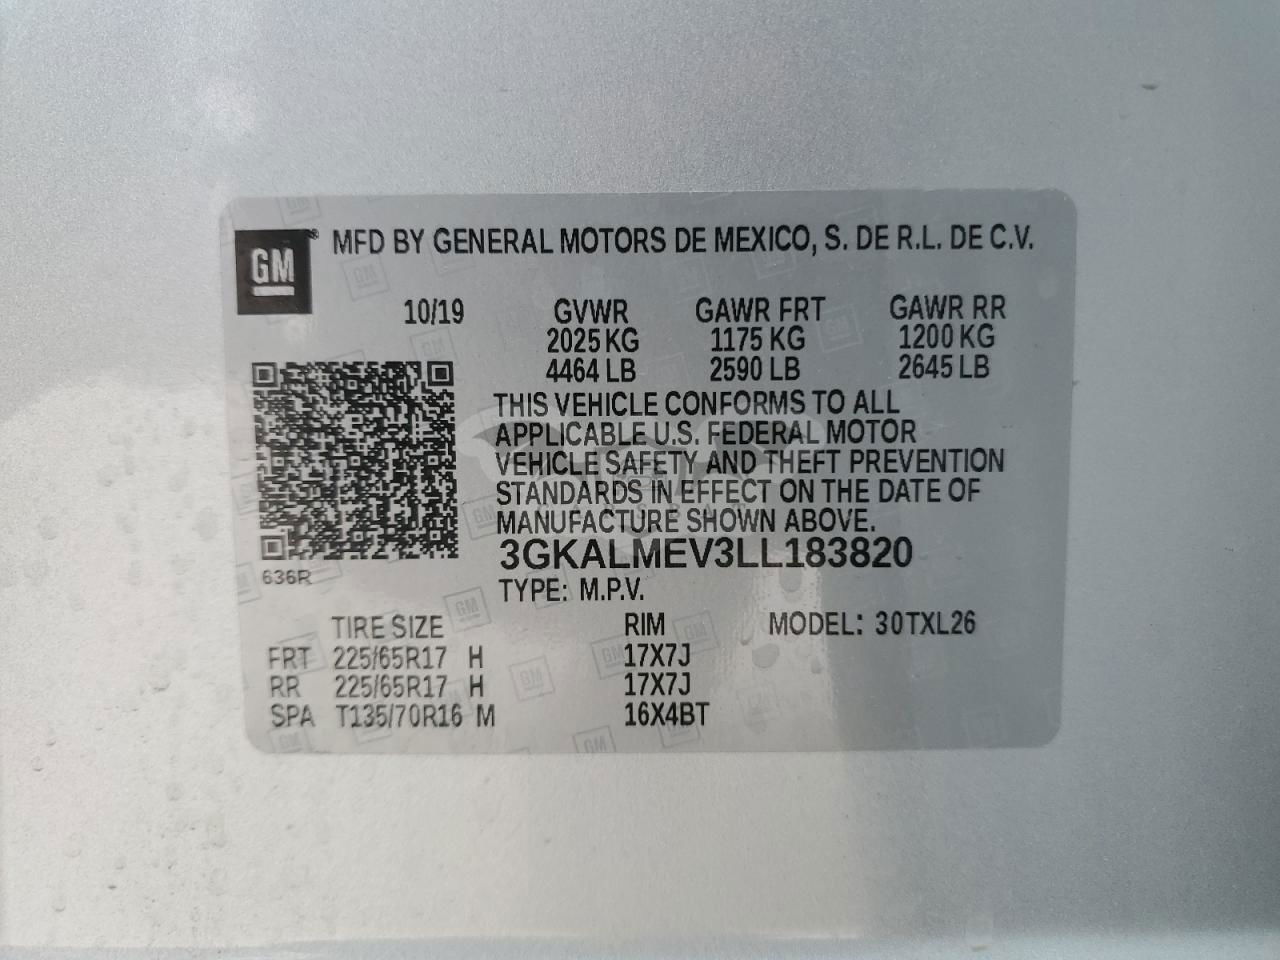 GM® MFD BY GENERAL MOTORS DE MEXICO, S. DE R.L. DE C.V.
10/19 GVWR GAWR FRT GAWR RR
2025 KG 1175 KG 1200 KG
4464 LB 2590 LB 2645 LB
THIS VEHICLE CONFORMS TO ALL
APPLICABLE U.S. FEDERAL MOTOR
VEHICLE SAFETY AND THEFT PREVENTION
STANDARDS IN EFFECT ON THE DATE OF
MANUFACTURE SHOWN ABOVE.
3GKALMEV3LL183820
636R
TYPE: M.P.V.
TIRE SIZE RIM MODEL: 30TXL26
FRT 225/65R17 H 17X7J
RR 225/65R17 H 17X7J
SPA T135/70R16 M 16X4BT